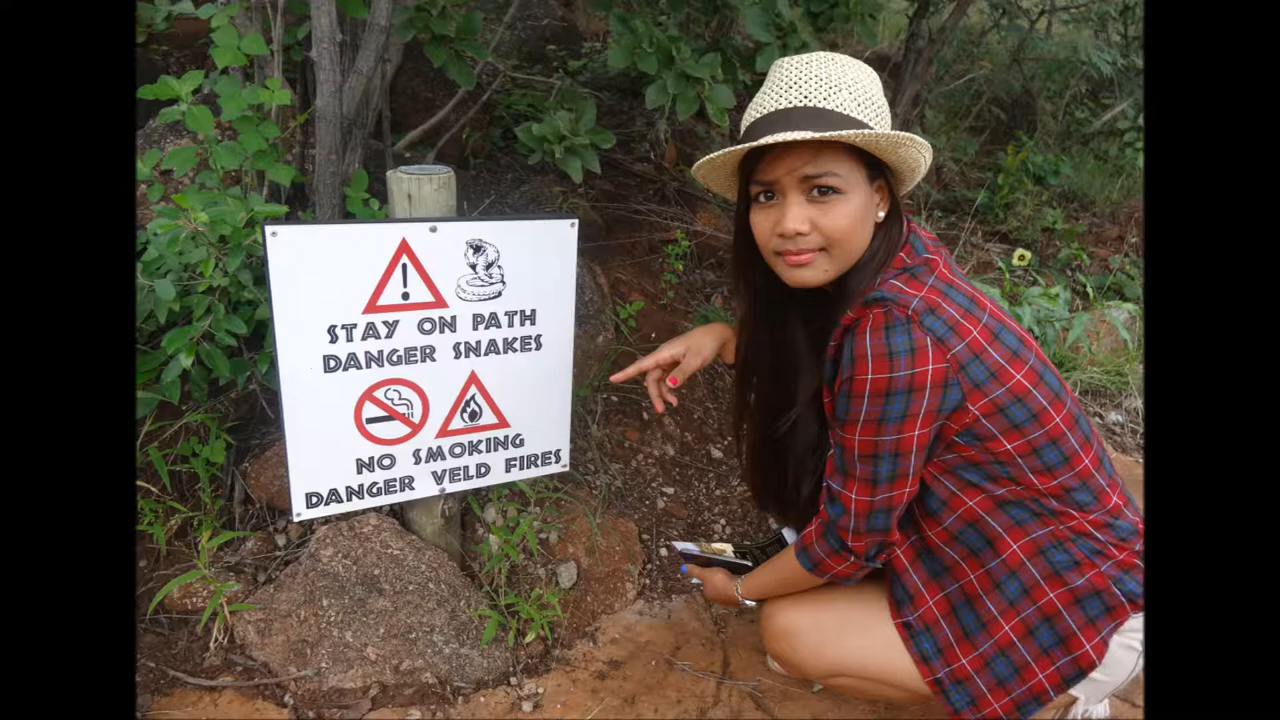 STAY ON PATH
DANGER SNAKES
NO SMOKING
DANGER VELD FIRES